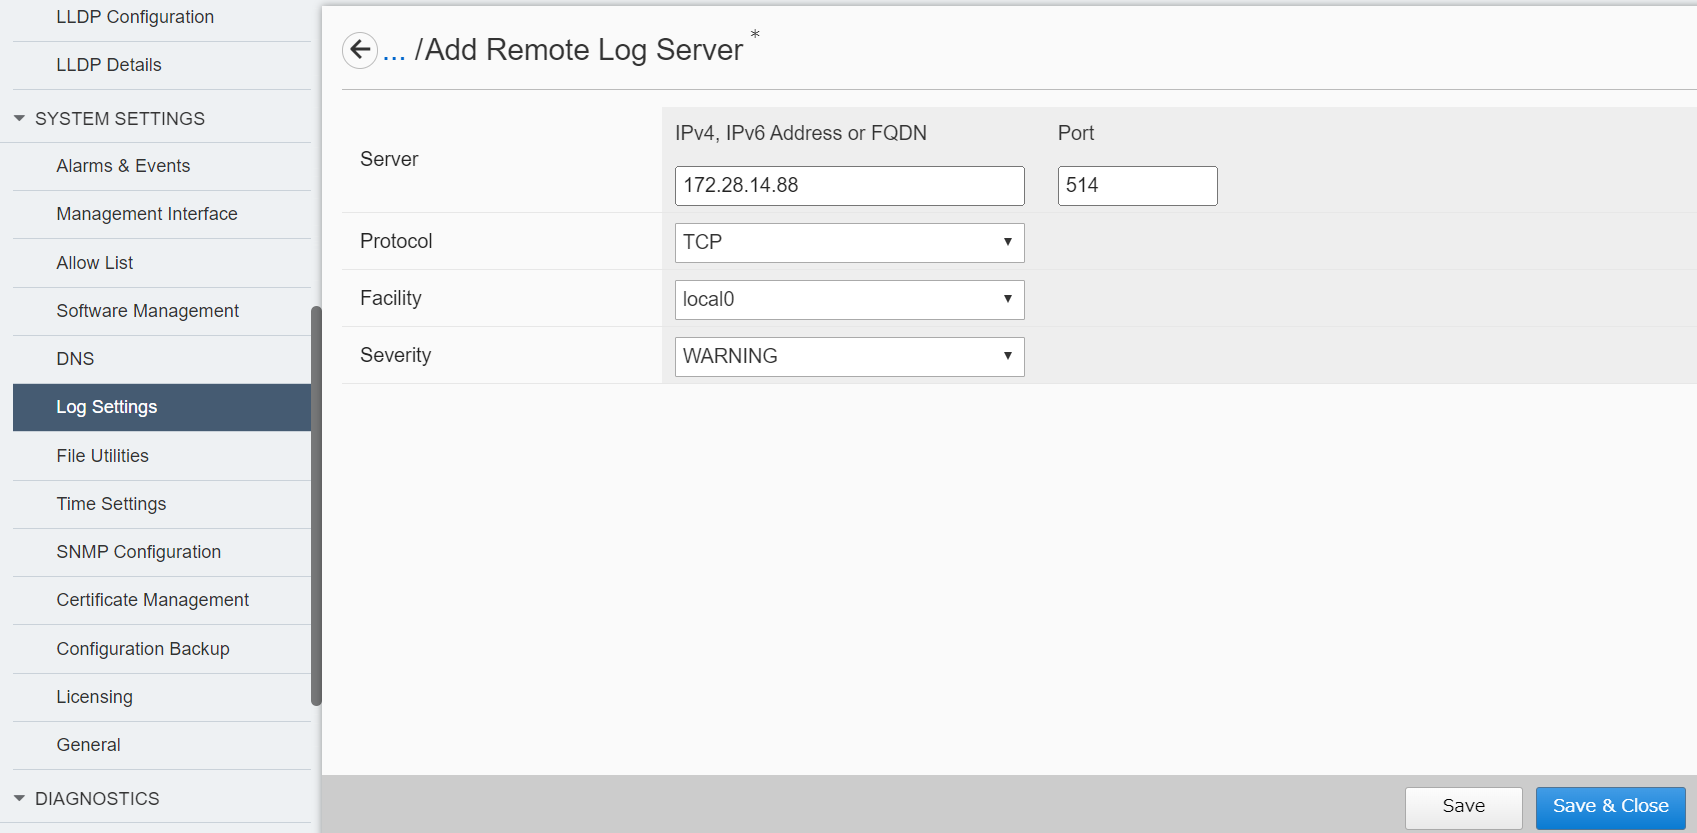 LLDP Configuration
LLDP Details
SYSTEM SETTINGS
Alarms & Events
Management Interface
Allow List
Software Management
DNS
Log Settings
File Utilities
Time Settings
SNMP Configuration
Certificate Management
Configuration Backup
Licensing
General
DIAGNOSTICS
... /Add Remote Log Server *
IPv4, IPv6 Address or FQDN Port
Server
172.28.14.88 514
Protocol TCP
Facility local0
Severity WARNING
Save Save & Close